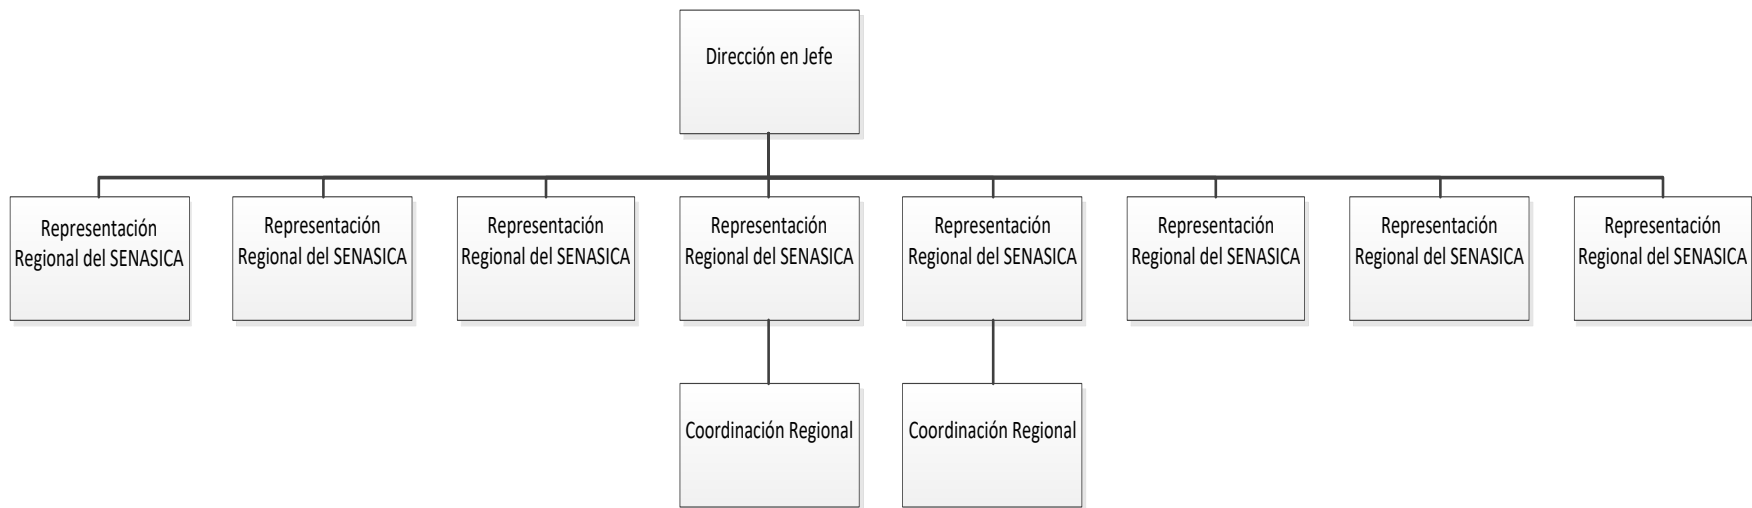 Dirección en Jefe
Representación
Regional del SENASICA
Representación
Regional del SENASICA
Representación
Regional del SENASICA
Representación
Regional del SENASICA
Representación
Regional del SENASICA
Representación
Regional del SENASICA
Representación
Regional del SENASICA
Representación
Regional del SENASICA
Coordinación Regional
Coordinación Regional